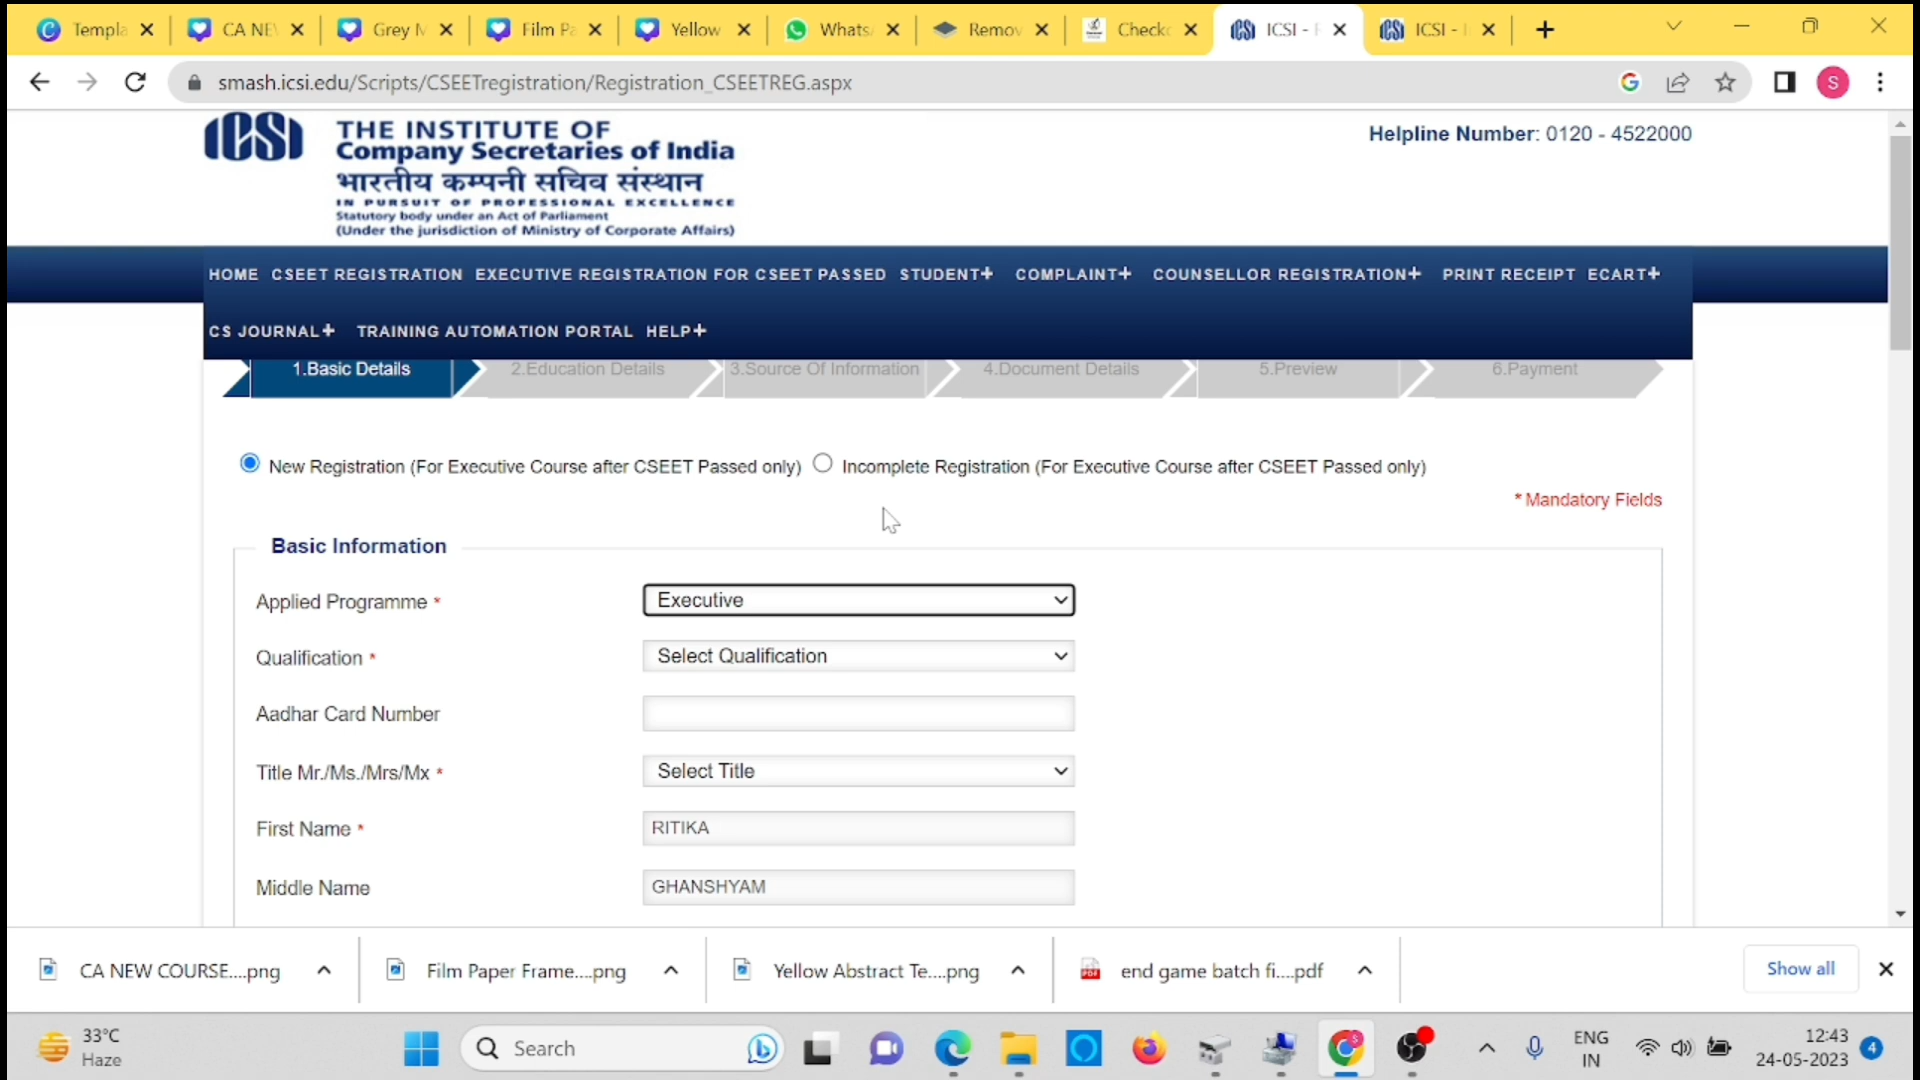 Templa
CA NE
Grey M
Film Pa
Yellow
Whats
Remov
Checko
ICSI - F
ICSI -
smash.icsi.edu/Scripts/CSEETregistration/Registration_CSEETREG.aspx
S
ICSI
THE INSTITUTE OF
Company Secretaries of India
भारतीय कम्पनी सचिव संस्थान
IN PURSUIT OF PROFESSIONAL EXCELLENCE
Statutory body under an Act of Parliament
(Under the jurisdiction of Ministry of Corporate Affairs)
Helpline Number: 0120 - 4522000
HOME CSEET REGISTRATION EXECUTIVE REGISTRATION FOR CSEET PASSED STUDENT+ COMPLAINT+ COUNSELLOR REGISTRATION+ PRINT RECEIPT ECART+
CS JOURNAL+ TRAINING AUTOMATION PORTAL HELP+
1.Basic Details 2.Education Details 3.Source Of Information 4.Document Details 5.Preview 6.Payment
New Registration (For Executive Course after CSEET Passed only) Incomplete Registration (For Executive Course after CSEET Passed only)
* Mandatory Fields
Basic Information
Applied Programme * Executive
Qualification * Select Qualification
Aadhar Card Number
Title Mr./Ms./Mrs/Mx * Select Title
First Name * RITIKA
Middle Name GHANSHYAM
CA NEW COURSE....png
Film Paper Frame....png
Yellow Abstract Te....png
end game batch fi....pdf
Show all
33°C
Haze
Search
ENG
IN
12:43
24-05-2023
4